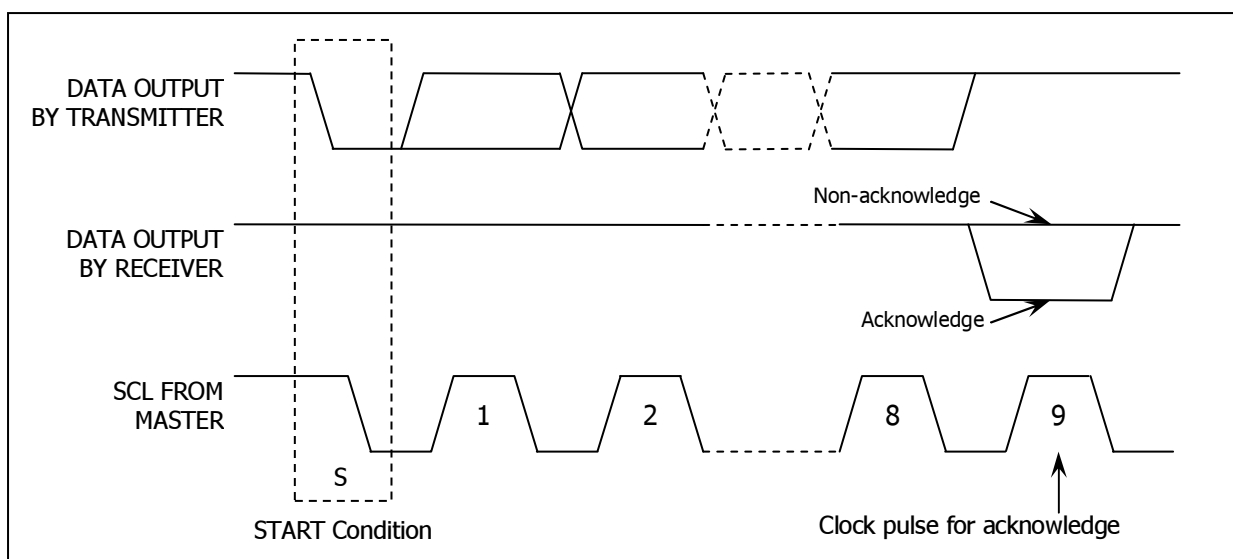 DATA OUTPUT
BY TRANSMITTER
Non-acknowledge
DATA OUTPUT
BY RECEIVER
Acknowledge
SCL FROM
MASTER
1
2
8
9
S
START Condition
Clock pulse for acknowledge